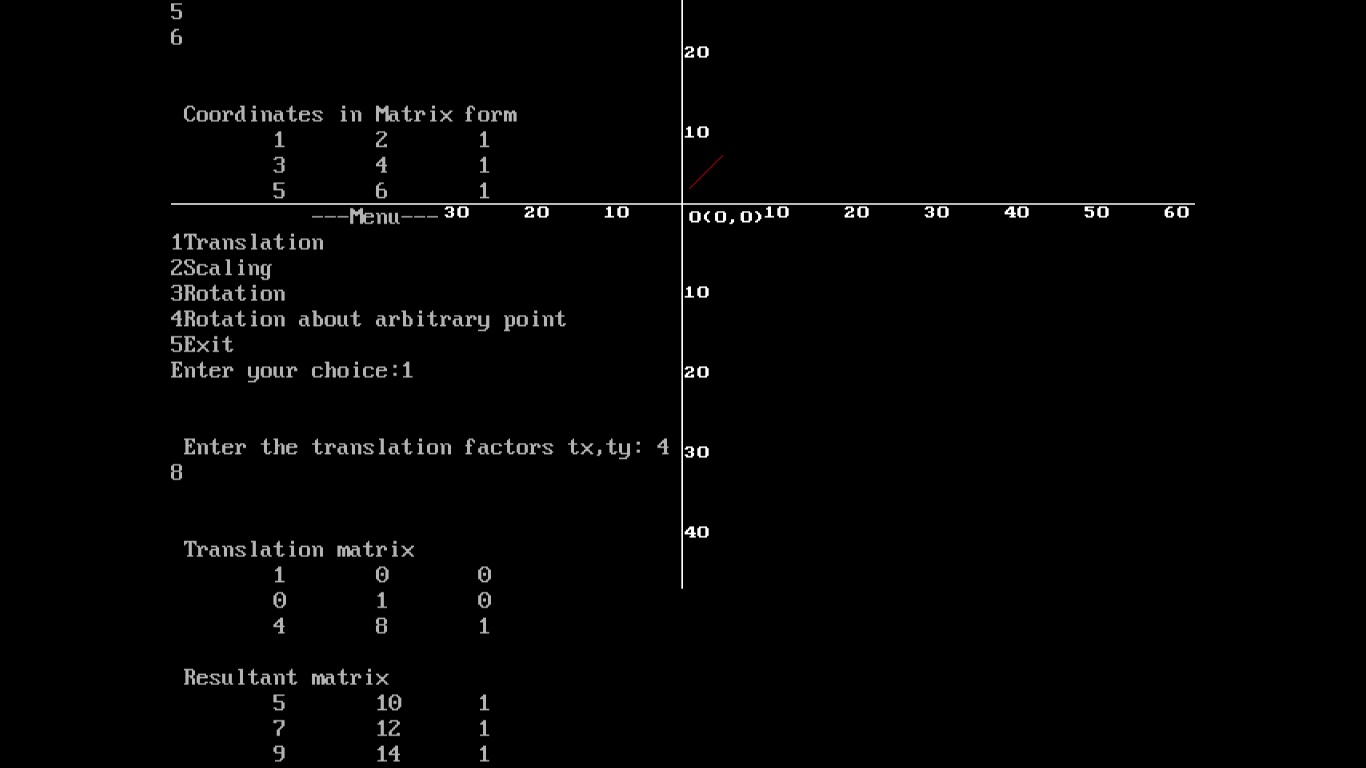 5
6
20
Coordinates in Matrix form
10
1 2 1
3 4 1
5 6 1
---Menu--- 30 20 10 O(0,0) 10 20 30 40 50 60
1Translation
2Scaling
3Rotation
10
4Rotation about arbitrary point
5Exit
Enter your choice:1
20
Enter the translation factors tx,ty: 4
30
8
40
Translation matrix
1 0 0
0 1 0
4 8 1
Resultant matrix
5 10 1
7 12 1
9 14 1